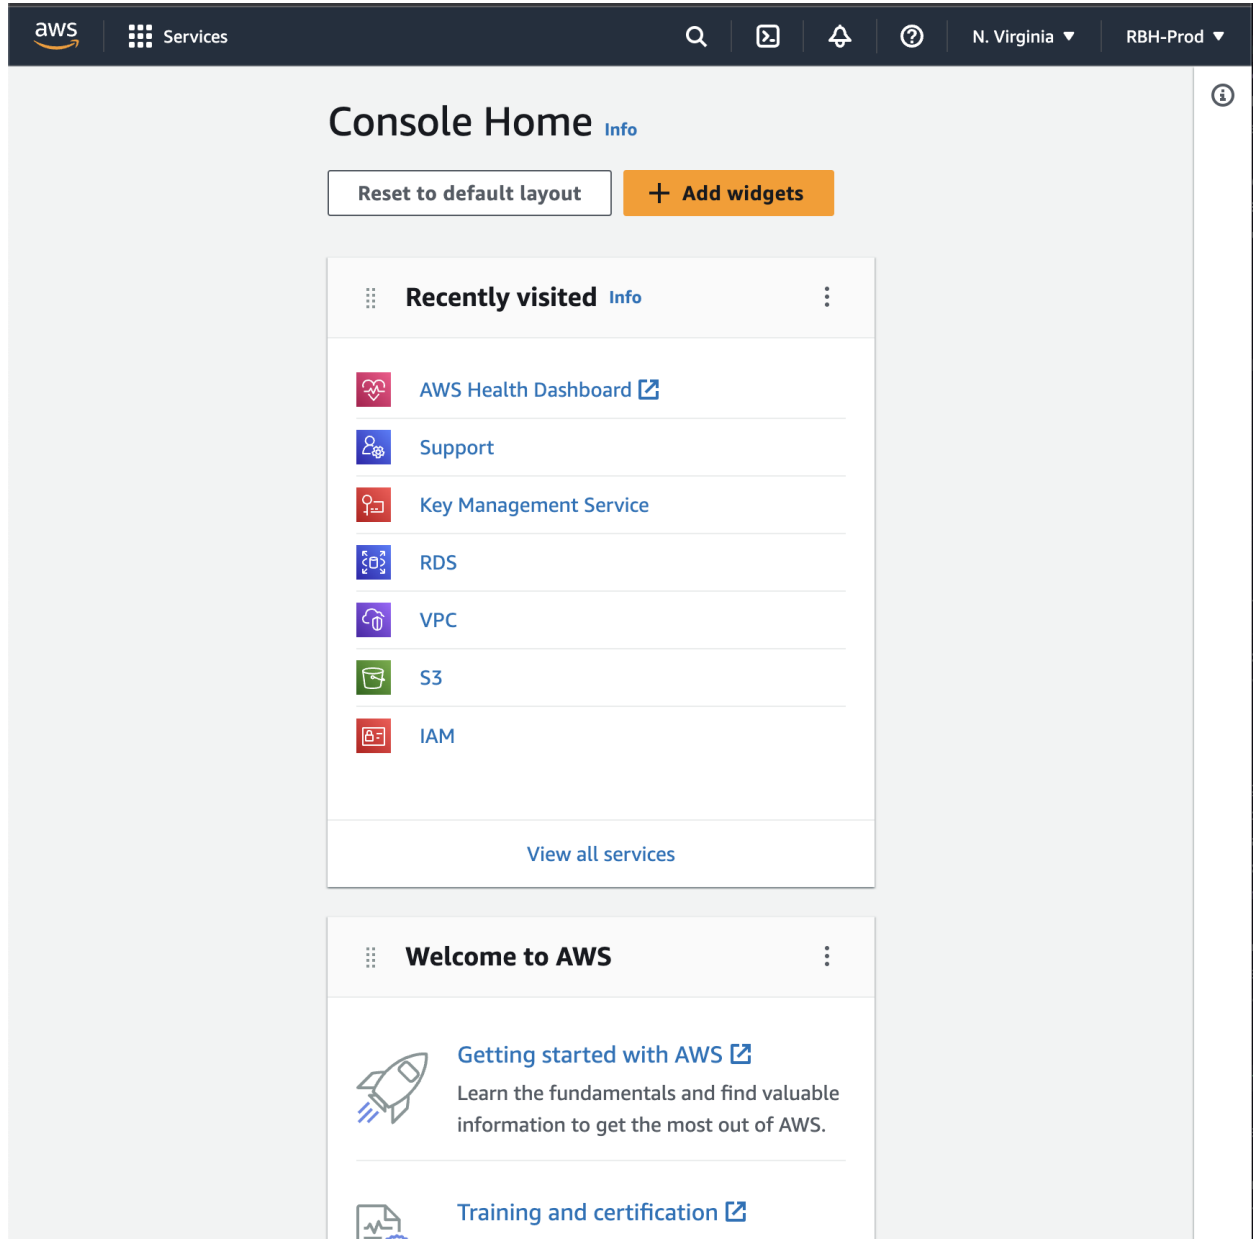 aws
Services
N. Virginia
RBH-Prod
Console Home Info
Reset to default layout
Add widgets
Recently visited Info
AWS Health Dashboard
Support
Key Management Service
RDS
VPC
S3
IAM
View all services
Welcome to AWS
Getting started with AWS
Learn the fundamentals and find valuable
information to get the most out of AWS.
Training and certification